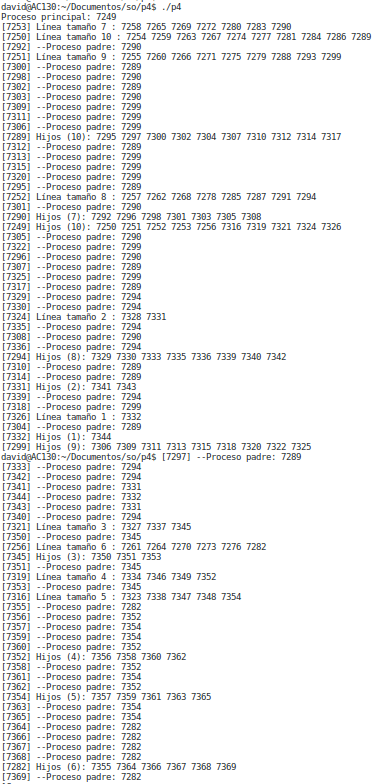 david@AC130:~/Documentos/so/p4$ ./p4
Proceso principal: 7249
[7253] Línea tamaño 7 : 7258 7265 7269 7272 7280 7283 7290
[7250] Línea tamaño 10 : 7254 7259 7263 7267 7274 7277 7281 7284 7286 7289
[7292] --Proceso padre: 7290
[7251] Línea tamaño 9 : 7255 7260 7266 7271 7275 7279 7288 7293 7299
[7300] --Proceso padre: 7289
[7298] --Proceso padre: 7290
[7302] --Proceso padre: 7289
[7303] --Proceso padre: 7290
[7309] --Proceso padre: 7299
[7311] --Proceso padre: 7299
[7306] --Proceso padre: 7299
[7289] Hijos (10): 7295 7297 7300 7302 7304 7307 7310 7312 7314 7317
[7312] --Proceso padre: 7289
[7313] --Proceso padre: 7299
[7315] --Proceso padre: 7299
[7320] --Proceso padre: 7299
[7295] --Proceso padre: 7289
[7252] Línea tamaño 8 : 7257 7262 7268 7278 7285 7287 7291 7294
[7301] --Proceso padre: 7290
[7290] Hijos (7): 7292 7296 7298 7301 7303 7305 7308
[7249] Hijos (10): 7250 7251 7252 7253 7256 7316 7319 7321 7324 7326
[7305] --Proceso padre: 7290
[7322] --Proceso padre: 7299
[7296] --Proceso padre: 7290
[7307] --Proceso padre: 7289
[7325] --Proceso padre: 7299
[7317] --Proceso padre: 7289
[7329] --Proceso padre: 7294
[7330] --Proceso padre: 7294
[7324] Línea tamaño 2 : 7328 7331
[7335] --Proceso padre: 7294
[7308] --Proceso padre: 7290
[7336] --Proceso padre: 7294
[7294] Hijos (8): 7329 7330 7333 7335 7336 7339 7340 7342
[7310] --Proceso padre: 7289
[7314] --Proceso padre: 7289
[7331] Hijos (2): 7341 7343
[7339] --Proceso padre: 7294
[7318] --Proceso padre: 7299
[7326] Línea tamaño 1 : 7332
[7304] --Proceso padre: 7289
[7332] Hijos (1): 7344
[7299] Hijos (9): 7306 7309 7311 7313 7315 7318 7320 7322 7325
david@AC130:~/Documentos/so/p4$ [7297] --Proceso padre: 7289
[7333] --Proceso padre: 7294
[7342] --Proceso padre: 7294
[7341] --Proceso padre: 7331
[7344] --Proceso padre: 7332
[7343] --Proceso padre: 7331
[7340] --Proceso padre: 7294
[7321] Línea tamaño 3 : 7327 7337 7345
[7350] --Proceso padre: 7345
[7256] Línea tamaño 6 : 7261 7264 7270 7273 7276 7282
[7345] Hijos (3): 7350 7351 7353
[7351] --Proceso padre: 7345
[7319] Línea tamaño 4 : 7334 7346 7349 7352
[7353] --Proceso padre: 7345
[7316] Línea tamaño 5 : 7323 7338 7347 7348 7354
[7355] --Proceso padre: 7282
[7356] --Proceso padre: 7352
[7357] --Proceso padre: 7354
[7359] --Proceso padre: 7354
[7360] --Proceso padre: 7352
[7352] Hijos (4): 7356 7358 7360 7362
[7358] --Proceso padre: 7352
[7361] --Proceso padre: 7354
[7362] --Proceso padre: 7352
[7354] Hijos (5): 7357 7359 7361 7363 7365
[7363] --Proceso padre: 7354
[7365] --Proceso padre: 7354
[7364] --Proceso padre: 7282
[7366] --Proceso padre: 7282
[7367] --Proceso padre: 7282
[7368] --Proceso padre: 7282
[7282] Hijos (6): 7355 7364 7366 7367 7368 7369
[7369] --Proceso padre: 7282